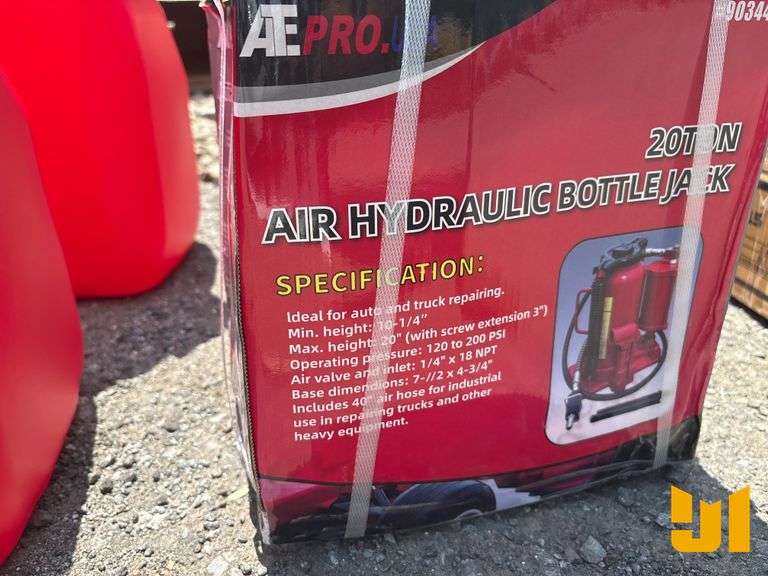 AEPRO.USA
#90344
20TON
AIR HYDRAULIC BOTTLE JACK
SPECIFICATION:
Ideal for auto and truck repairing.
Min. height: 10-1/4"
Max. height: 20" (with screw extension 3")
Operating pressure: 120 to 200 PSI
Air valve and inlet: 1/4" x 18 NPT
Base dimendions: 7-//2 x 4-3/4"
Includes 40" air hose for industrial
use in repairing trucks and other
heavy equipment.